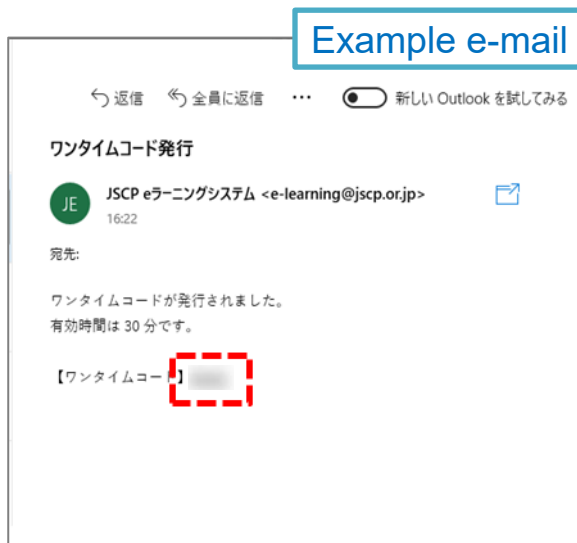 Example e-mail
返信 全員に返信 … 新しい Outlook を試してみる
ワンタイムコード発行
JE
JSCP eラーニングシステム <e-learning@jscp.or.jp>
16:22
宛先:
ワンタイムコードが発行されました。
有効時間は 30 分です。
【ワンタイムコード】